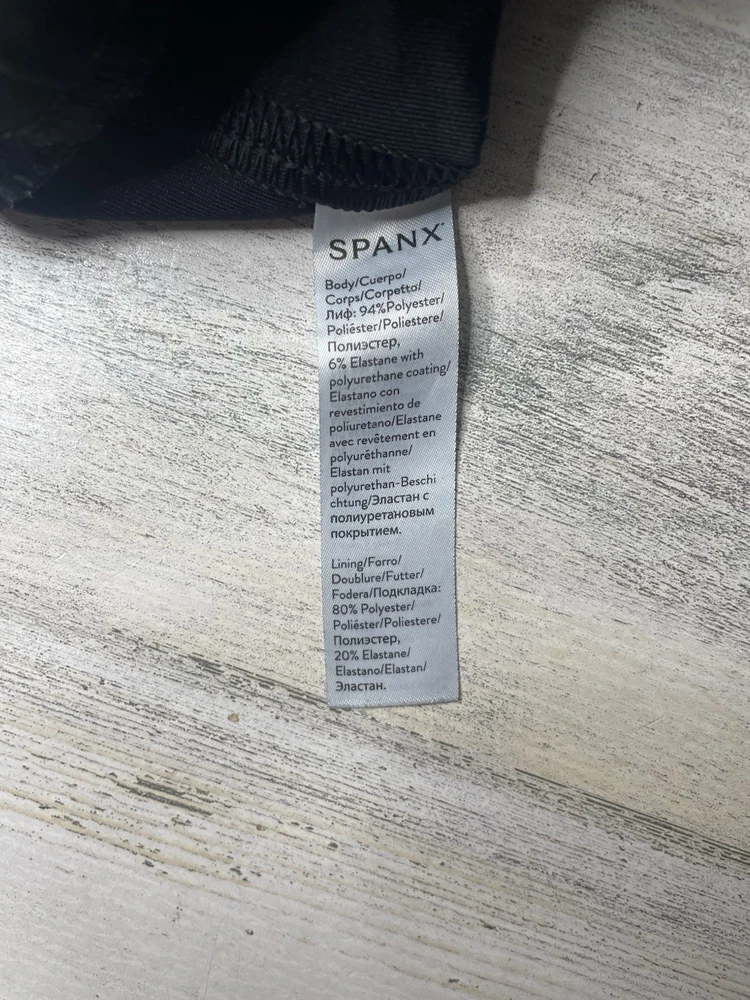 SPANX
Body/Cuerpo/
Corps/Corpetto/
Лиф: 94%Polyester/
Poliéster/Poliestere/
Полиэстер,
6% Elastane with
polyurethane coating/
Elastano con
revestimiento de
poliuretano/Elastane
avec revêtement en
polyuréthanne/
Elastan mit
polyurethan-Beschi
chtung/Эластан с
полиуретановым
покрытием.
Lining/Forro/
Doublure/Futter/
Fodera/Подкладка:
80% Polyester/
Poliéster/Poliestere/
Полиэстер,
20% Elastane/
Elastano/Elastan/
Эластан.